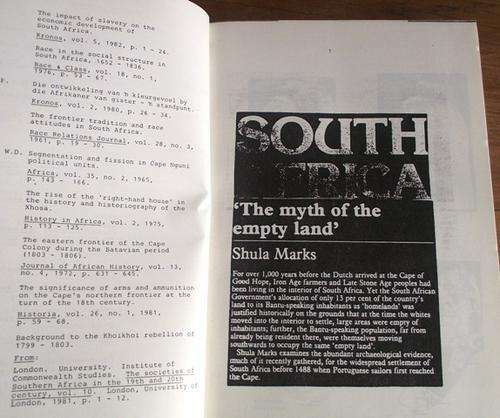 The impact of slavery on the
economic development of
South Africa.
Kronos, vol. 5, 1982, p. 1 - 24.
Race in the social structure in
South Africa, 1652 - 1836.
Race & Class, vol. 18, no. 1,
1976, p. 53 - 67.
P.
Die ontwikkeling van 'n kleurgevoel by
die Afrikaner van gister - 'n standpunt.
Kronos, vol. 2, 1980, p. 26 - 34.
The frontier tradition and race
attitudes in South Africa.
Race Relations Journal, vol. 28, no. 3,
1961, p. 19 - 30.
W.D. Segmentation and fission in Cape Nguni
political units.
Africa, vol. 35, no. 2, 1965,
p. 143 - 166.
The rise of the "right-hand house" in
the history and historiography of the
Xhosa.
History in Africa, vol. 2, 1975,
p. 113 - 125.
The eastern frontier of the Cape
Colony during the Batavian period
(1803 - 1806).
Journal of African History, vol. 13,
no. 4, 1972, p. 631 - 645.
The significance of arms and ammunition
on the Cape's northern frontier at the
turn of the 18th century.
Historia, vol. 26, no. 1, 1981,
p. 59 - 68.
Background to the Khoikhoi rebellion of
1799 - 1803.
From:
London. University. Institute of
Commonwealth Studies. The societies of
Southern Africa in the 19th and 20th
century, vol. 10. London, University of
London, 1981, p. 1 - 12.
SOUTH
AFRICA
'The myth of the
empty land'
Shula Marks
For over 1,000 years before the Dutch arrived at the Cape of
Good Hope, Iron Age farmers and Late Stone Age peoples had
been living in the interior of South Africa. Yet the South African
Government's allocation of only 13 per cent of the country's
land to its Bantu-speaking inhabitants as 'homelands' was
justified historically on the grounds that at the time the whites
moved into the interior to settle, large areas were empty of
inhabitants; further, the Bantu-speaking population, far from
already being resident there, were themselves moving
southwards to occupy the same 'empty land'.
Shula Marks examines the abundant archaeological evidence,
much of it recently gathered, for the widespread settlement of
South Africa before 1488 when Portuguese sailors first reached
the Cape.